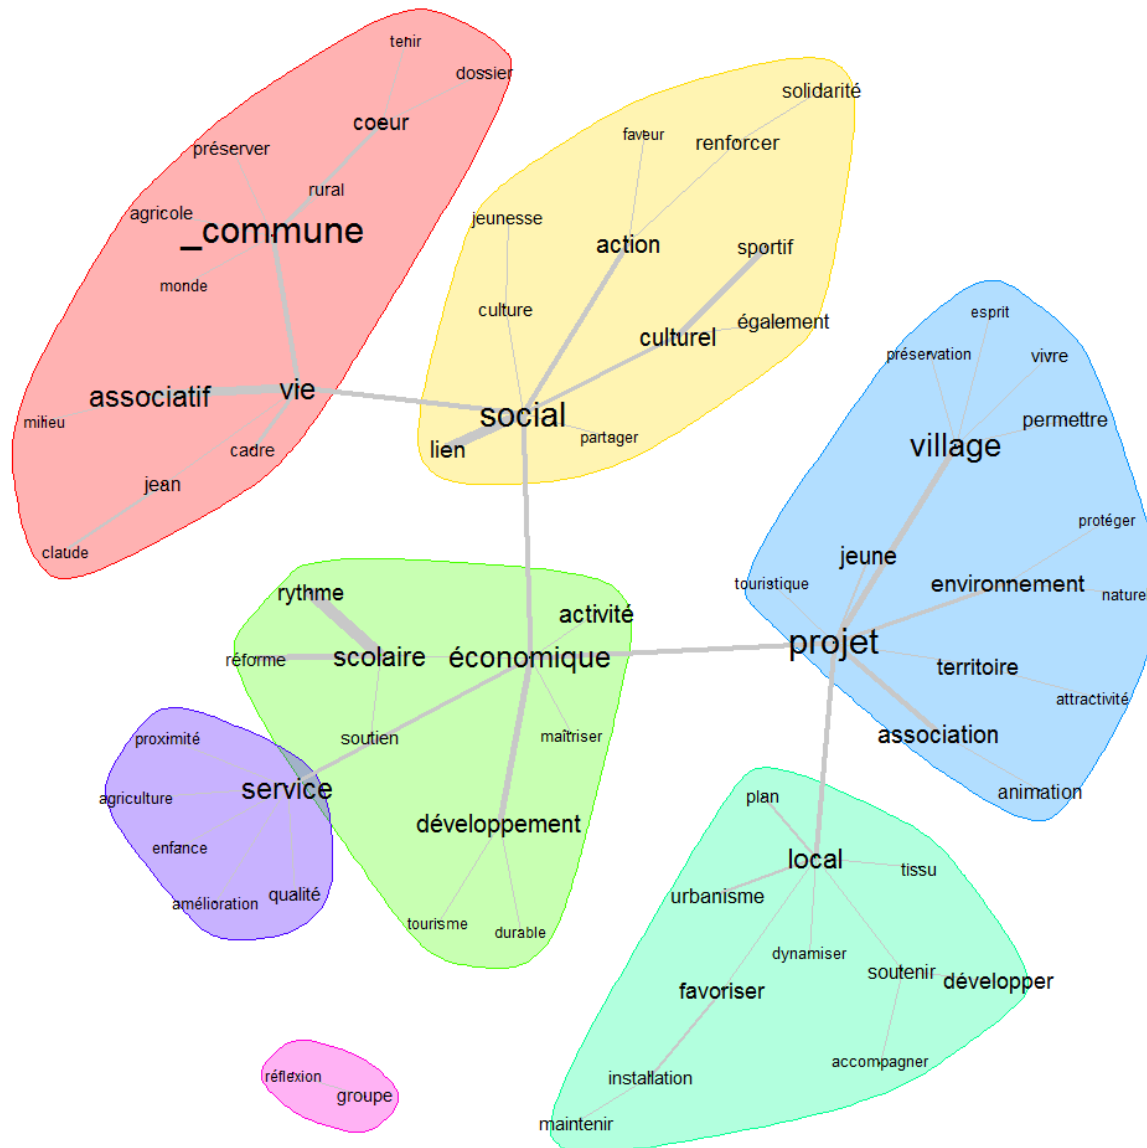 tenir
dossier
coeur
préserver
rural
agricole
_commune
monde
associatif
vie
milieu
cadre
jean
claude
solidarité
faveur
renforcer
jeunesse
action
sportif
culture
culturel
également
social
partager
lien
esprit
préservation
vivre
permettre
village
protéger
jeune
touristique
environnement
nature
projet
territoire
attractivité
association
animation
rythme
activité
réforme
scolaire
économique
soutien
maîtriser
développement
tourisme
durable
proximité
service
agriculture
enfance
qualité
amélioration
plan
local
tissu
urbanisme
dynamiser
soutenir
développer
favoriser
accompagner
installation
maintenir
réflexion
groupe